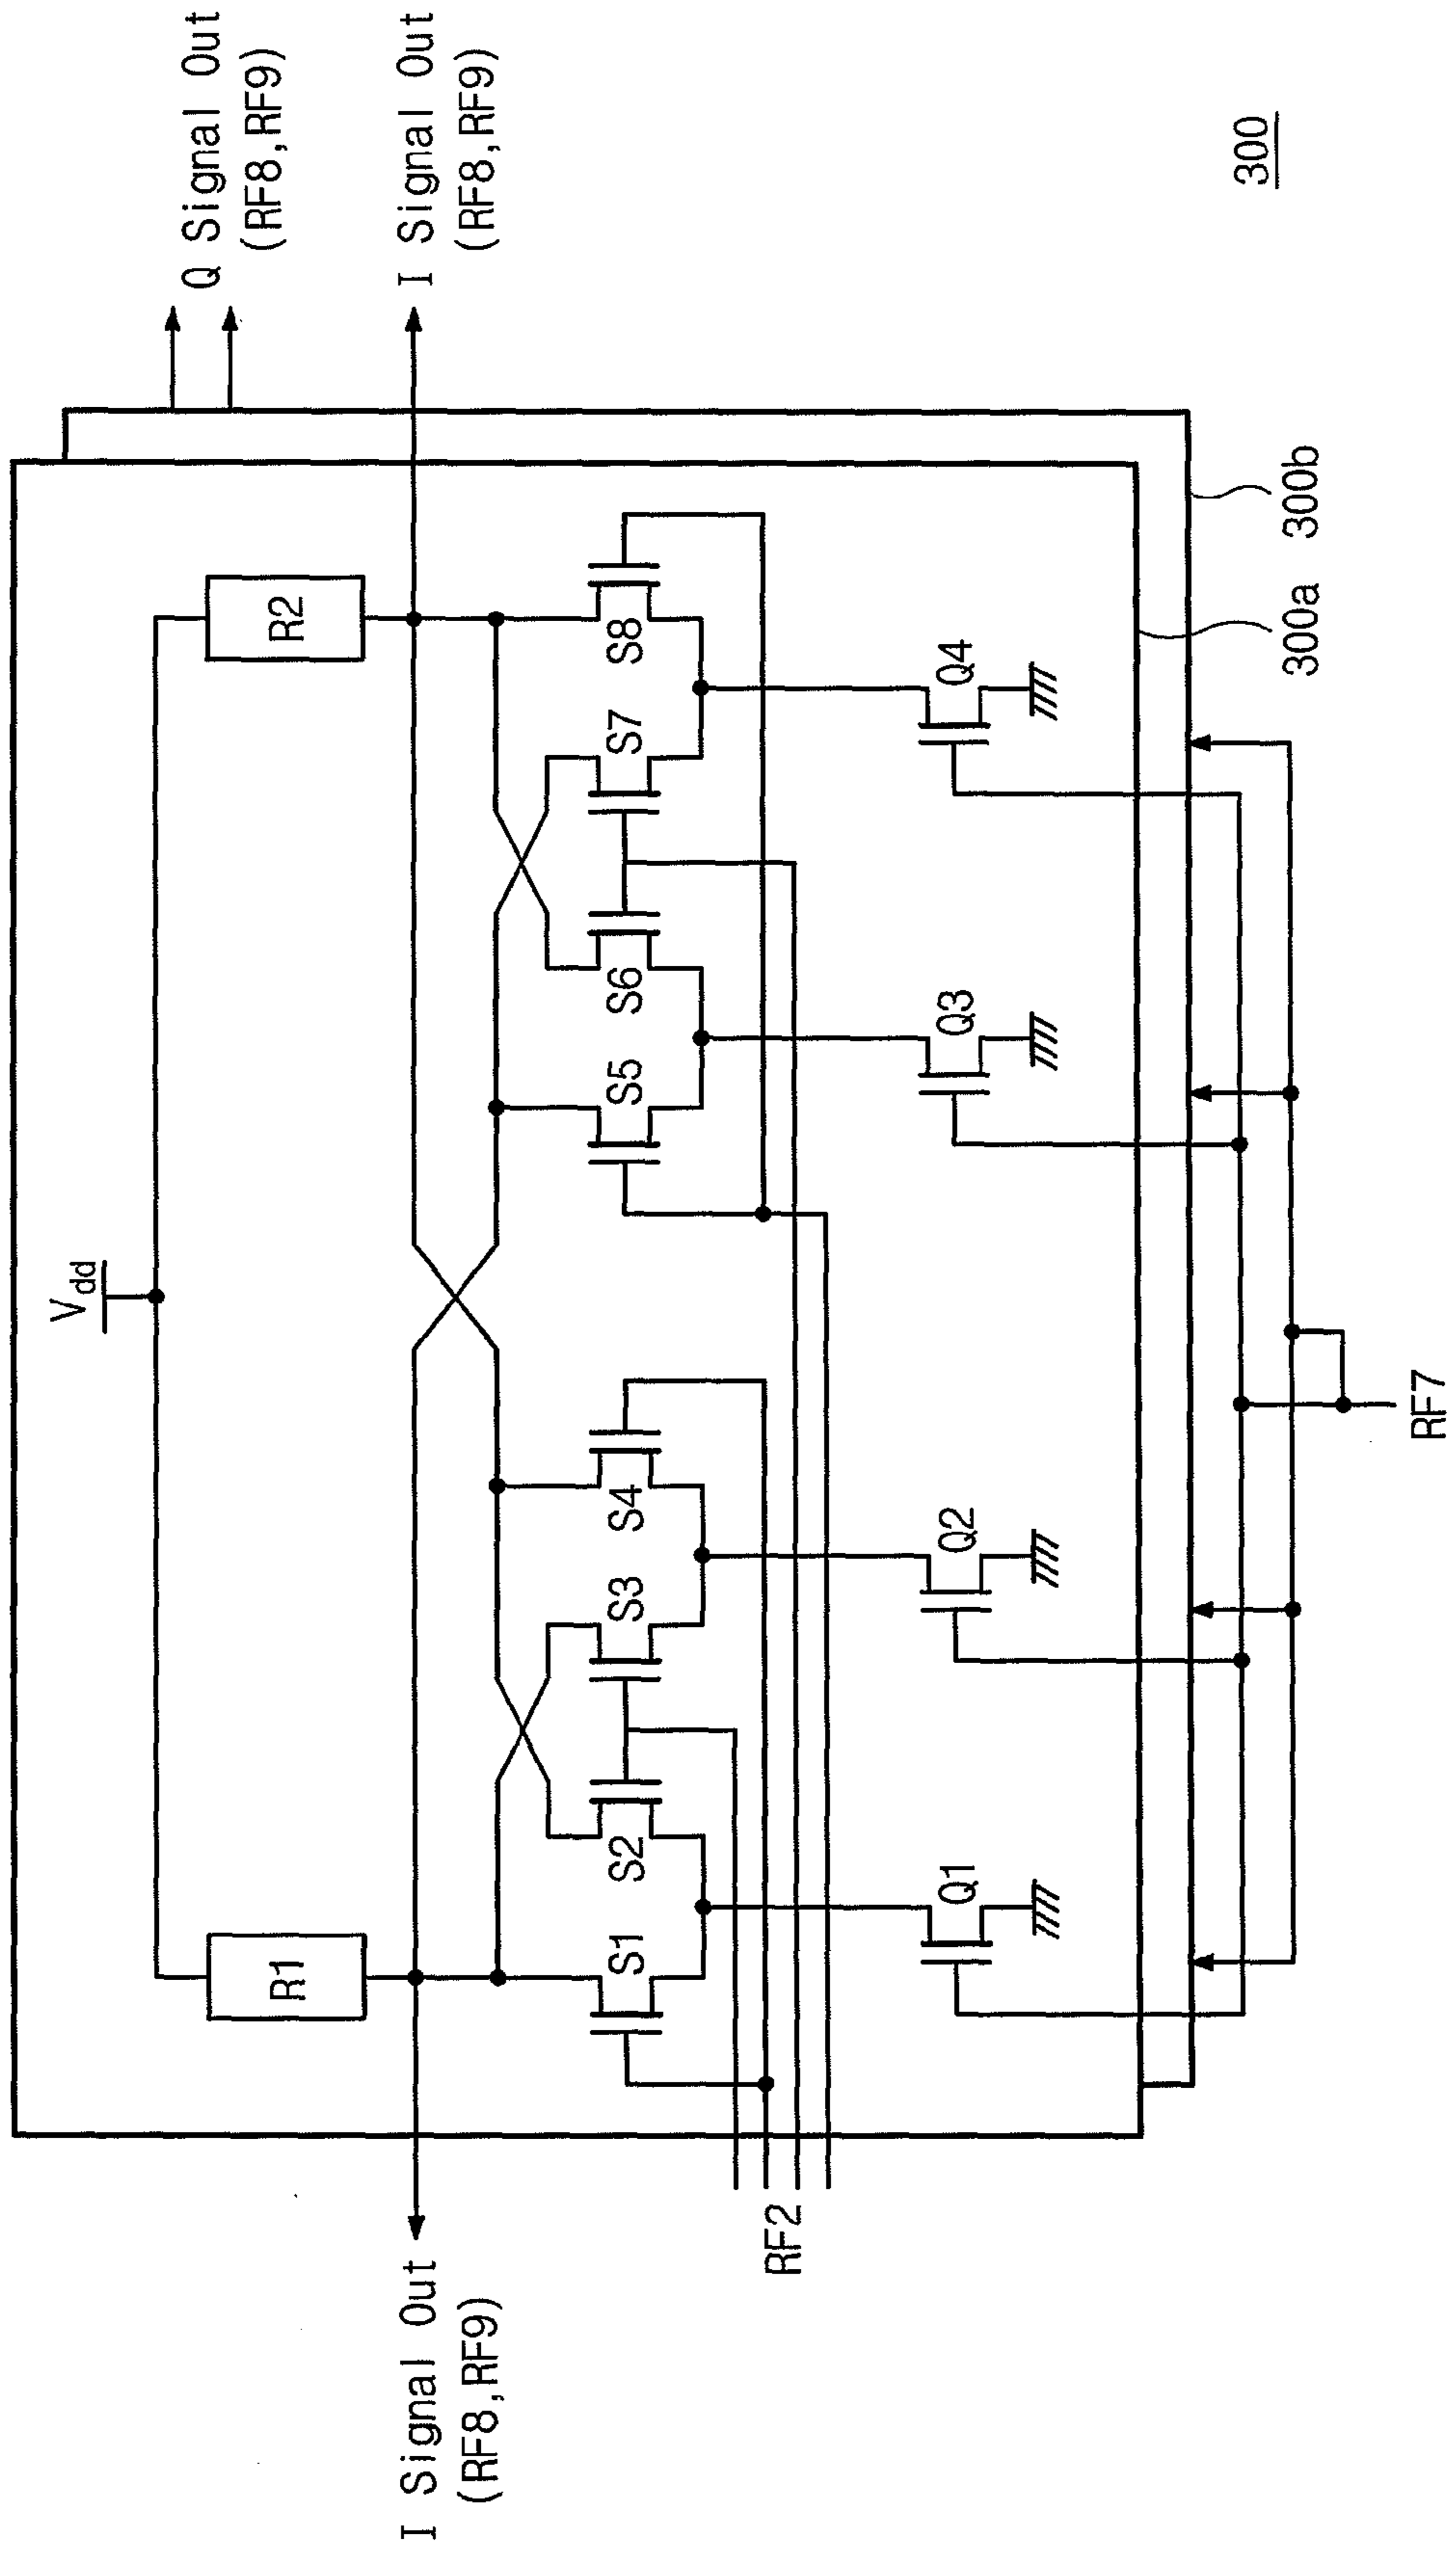 Vdd
R1
R2
Q Signal Out
(RF8,RF9)
I Signal Out
(RF8,RF9)
I Signal Out
(RF8,RF9)
S1
S2
S3
S4
S5
S6
S7
S8
RF2
Q1
Q2
Q3
Q4
300a
300b
RF7
300